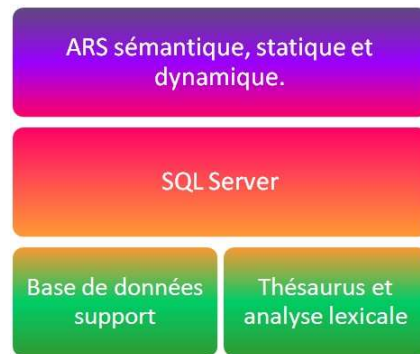 ARS sémantique, statique et
dynamique.
SQL Server
Base de données
support
Thésaurus et
analyse lexicale